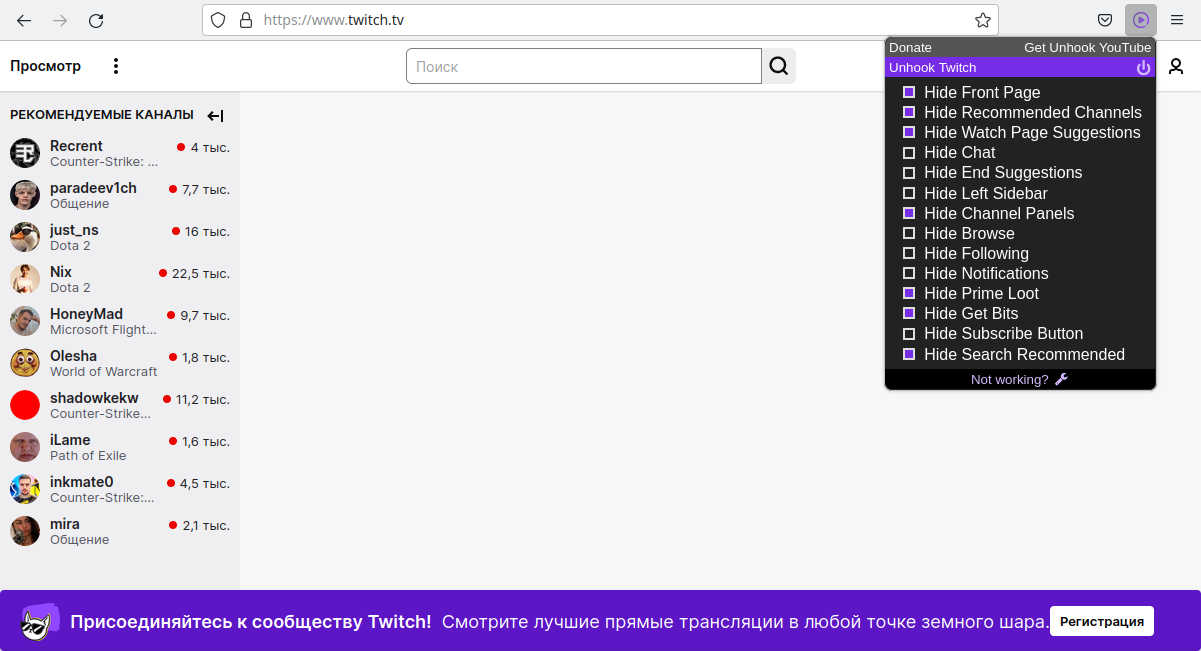 https://www.twitch.tv
Просмотр
Поиск
Donate
Get Unhook YouTube
Unhook Twitch
Hide Front Page
Hide Recommended Channels
Hide Watch Page Suggestions
Hide Chat
Hide End Suggestions
Hide Left Sidebar
Hide Channel Panels
Hide Browse
Hide Following
Hide Notifications
Hide Prime Loot
Hide Get Bits
Hide Subscribe Button
Hide Search Recommended
Not working?
РЕКОМЕНДУЕМЫЕ КАНАЛЫ
Recrent 4 тыс.
Counter-Strike: ...
paradeev1ch 7,7 тыс.
Общение
just_ns 16 тыс.
Dota 2
Nix 22,5 тыс.
Dota 2
HoneyMad 9,7 тыс.
Microsoft Flight...
Olesha 1,8 тыс.
World of Warcraft
shadowkekw 11,2 тыс.
Counter-Strike...
iLame 1,6 тыс.
Path of Exile
inkmate0 4,5 тыс.
Counter-Strike:...
mira 2,1 тыс.
Общение
Присоединяйтесь к сообществу Twitch! Смотрите лучшие прямые трансляции в любой точке земного шара.
Регистрация